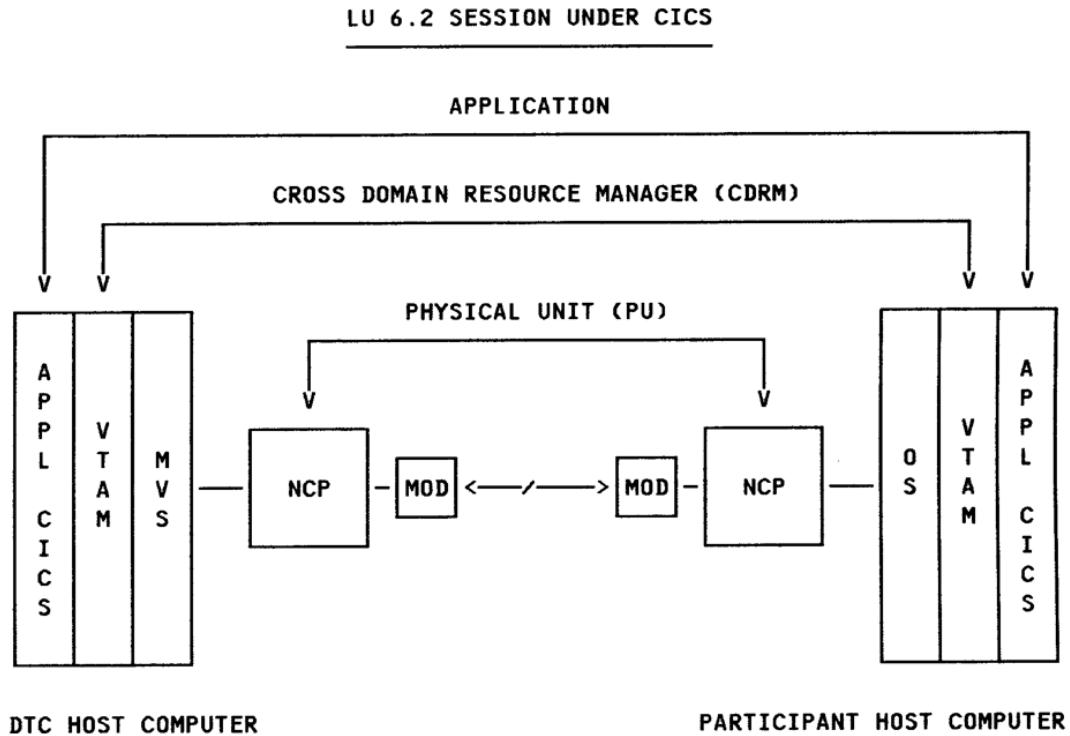 LU 6.2 SESSION UNDER CICS
APPLICATION
CROSS DOMAIN RESOURCE MANAGER (CDRM)
PHYSICAL UNIT (PU)
APPL CICS
VTAM
MVS
NCP
MOD
MOD
NCP
OS
VTAM
APPL CICS
DTC HOST COMPUTER
PARTICIPANT HOST COMPUTER